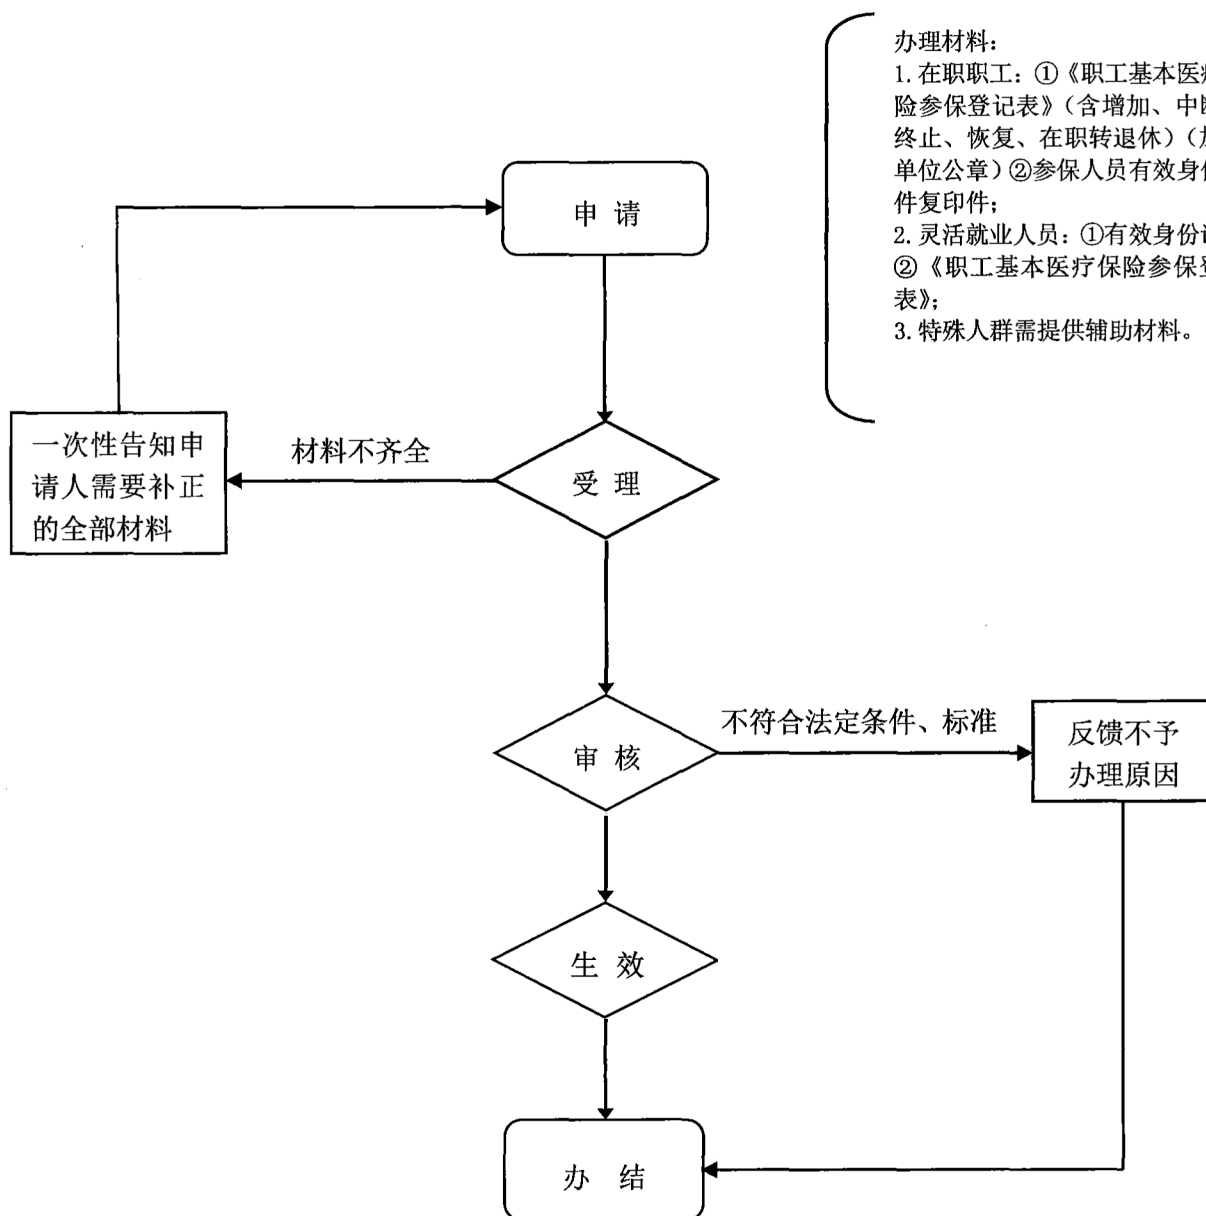 办理材料：
1. 在职职工：①《职工基本医疗
险参保登记表》（含增加、中断
终止、恢复、在职转退休）（加
单位公章）②参保人员有效身份
件复印件；
2. 灵活就业人员：①有效身份证
②《职工基本医疗保险参保登
表》；
3. 特殊人群需提供辅助材料。
申 请
一次性告知申
请人需要补正
的全部材料
材料不齐全
受 理
不符合法定条件、标准
审 核
反馈不予
办理原因
生 效
办 结